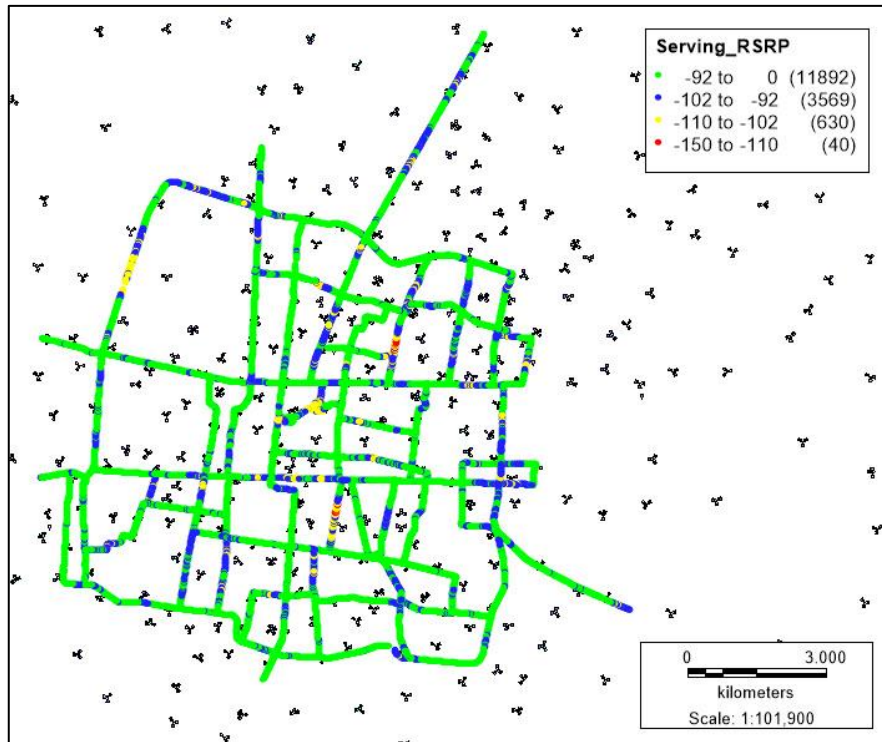 Serving_RSRP
-92 to 0 (11892)
-102 to -92 (3569)
-110 to -102 (630)
-150 to -110 (40)
0 3.000
kilometers
Scale: 1:101,900